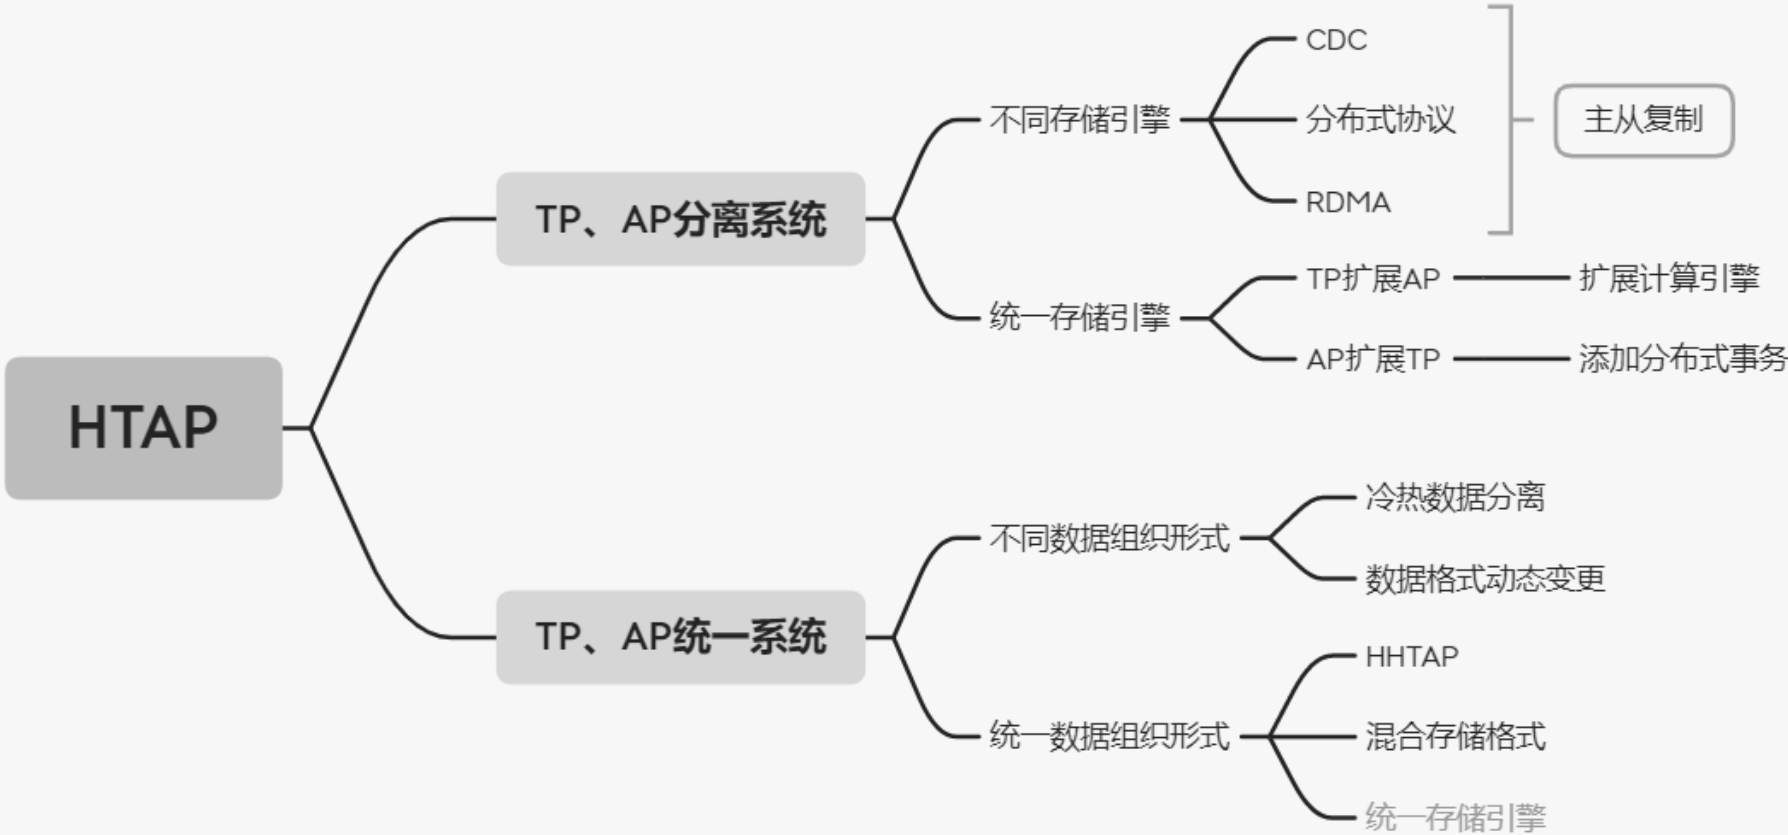 HTAP
TP、AP分离系统
不同存储引擎
CDC
分布式协议
RDMA
主从复制
统一存储引擎
TP扩展AP
扩展计算引擎
AP扩展TP
添加分布式事务
TP、AP统一系统
不同数据组织形式
冷热数据分离
数据格式动态变更
统一数据组织形式
HHTAP
混合存储格式
统一存储引擎